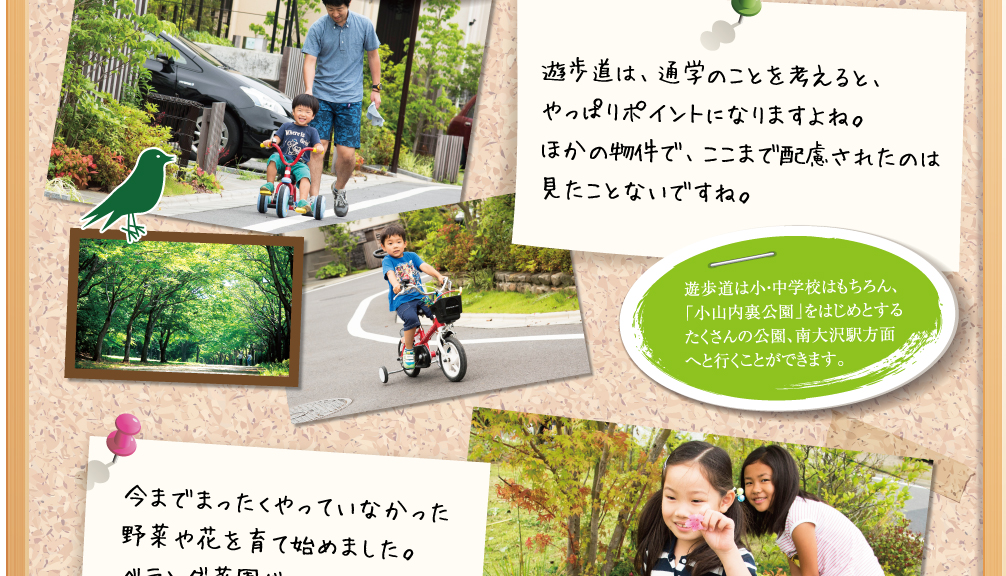 遊歩道は、通学のことを考えると、
やっぱりポイントになりますよね。
ほかの物件で、ここまで配慮されたのは
見たことないですね。
遊歩道は小・中学校はもちろん、
「小山内裏公園」をはじめとする
たくさんの公園、南大沢駅方面
へと行くことができます。
今までまったくやっていなかった
野菜や花を育て始めました。